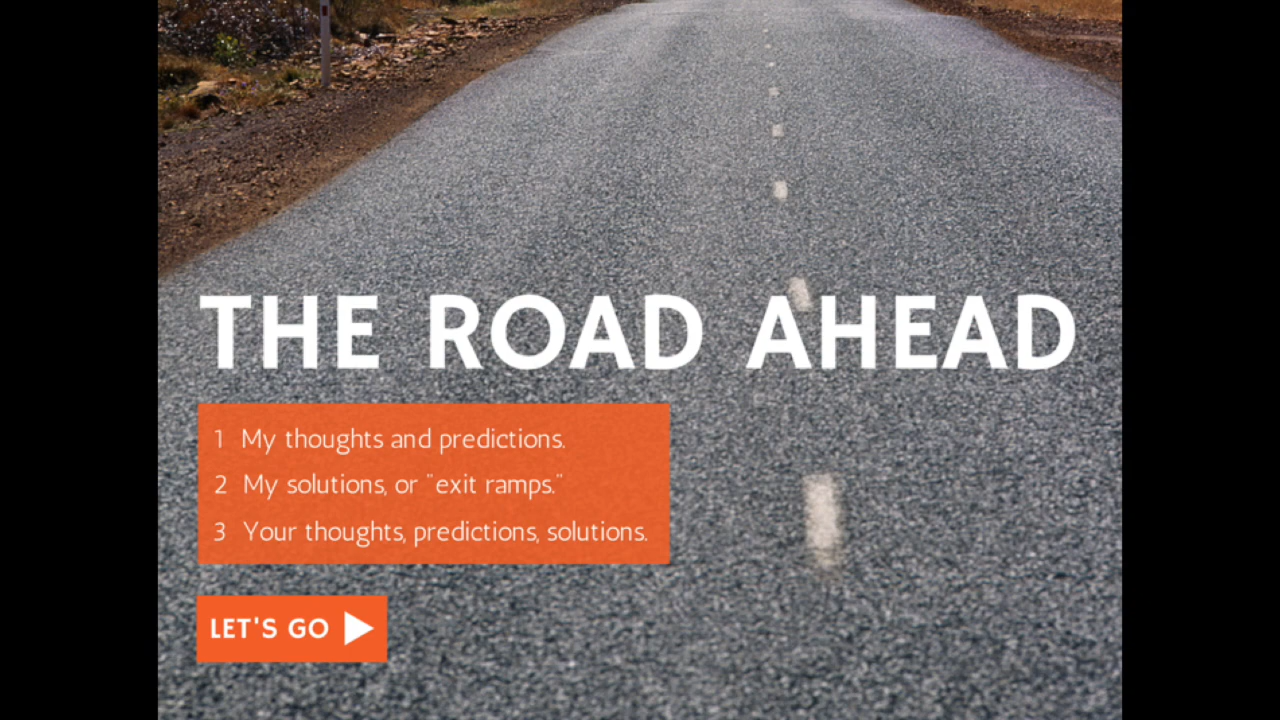 THE ROAD AHEAD
1 My thoughts and predictions.
2 My solutions, or "exit ramps."
3 Your thoughts, predictions, solutions.
LET'S GO